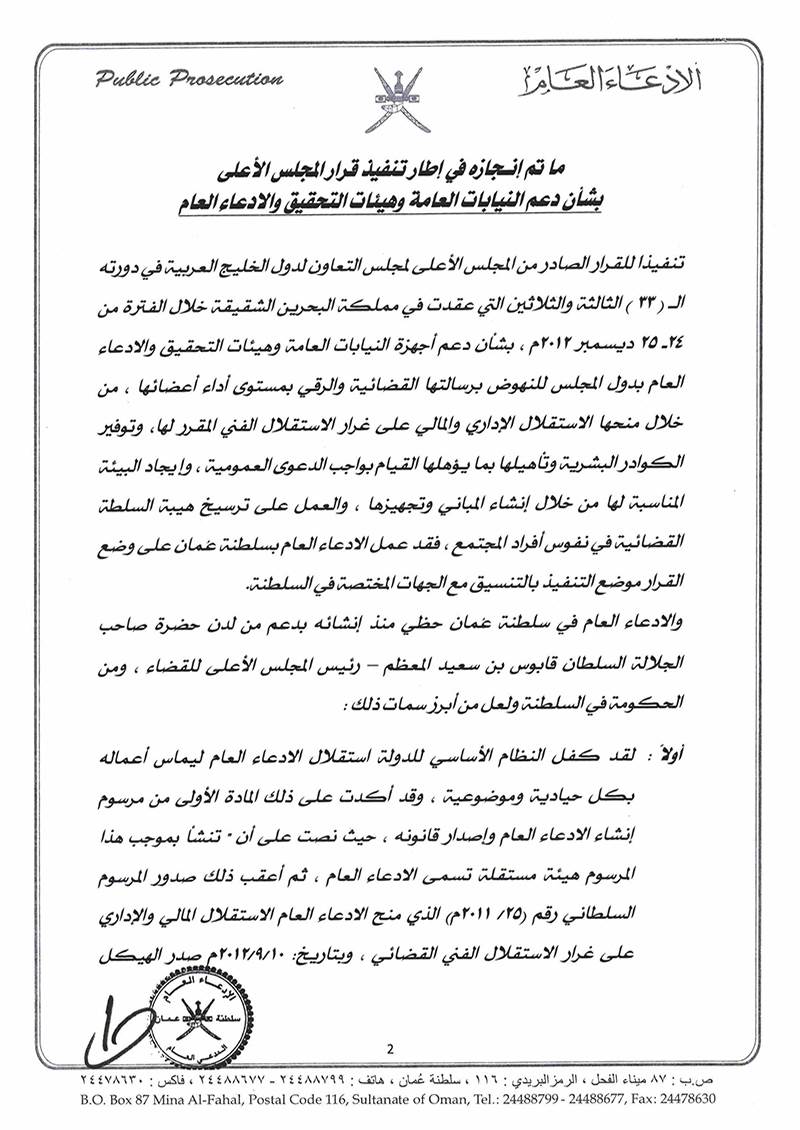 Public Prosecution
الادعاء العام
ما تم إنجازه في إطار تنفيذ قرار المجلس الأعلى
بشأن دعم النيابات العامة وهيئات التحقيق والادعاء العام
تنفيذا للقرار الصادر من المجلس الأعلى لمجلس التعاون لدول الخليج العربية في دورته
الـ ( ٣٣ ) الثالثة والثلاثين التي عقدت في مملكة البحرين الشقيقة خلال الفترة من
٢٤ـ ٢٥ ديسمبر ٢٠١٢م ، بشأن دعم أجهزة النيابات العامة وهيئات التحقيق والادعاء
العام بدول المجلس للنهوض برسالتها القضائية والرقي بمستوى أداء أعضائها ، من
خلال منحها الاستقلال الإداري والمالي على غرار الاستقلال الفني المقرر لها، وتوفير
الكوادر البشرية وتأهيلها بما يؤهلها القيام بواجب الدعوى العمومية ، وإيجاد البيئة
المناسبة لها من خلال إنشاء المباني وتجهيزها ، والعمل على ترسيخ هيبة السلطة
القضائية في نفوس أفراد المجتمع ، فقد عمل الادعاء العام بسلطنة عمان على وضع
القرار موضع التنفيذ بالتنسيق مع الجهات المختصة في السلطنة.
والادعاء العام في سلطنة عمان حظي منذ إنشائه بدعم من لدن حضرة صاحب
الجلالة السلطان قابوس بن سعيد المعظم – رئيس المجلس الأعلى للقضاء ، ومن
الحكومة في السلطنة ولعل من أبرز سمات ذلك :
أولاً : لقد كفل النظام الأساسي للدولة استقلال الادعاء العام ليماس أعماله
بكل حيادية وموضوعية ، وقد أكدت على ذلك المادة الأولى من مرسوم
إنشاء الادعاء العام وإصدار قانونه ، حيث نصت على أن " تنشأ بموجب هذا
المرسوم هيئة مستقلة تسمى الادعاء العام ، ثم أعقب ذلك صدور المرسوم
السلطاني رقم (٢٥/ ٢٠١١م) الذي منح الادعاء العام الاستقلال المالي والإداري
على غرار الاستقلال الفني القضائي ، وبتاريخ: ٢٠١٢/٩/١٠م صدر الهيكل
الإدعاء العام
سلطنة عمان
المدعي العام
2
ص.ب : ٨٧ ميناء الفحل ، الرمز البريدي : ١١٦ ، سلطنة عُمان ، هاتف : ٢٤٤٨٨٧٩٩ - ٢٤٤٨٨٦٧٧ ، فاكس : ٢٤٤٧٨٦٣٠
B.O. Box 87 Mina Al-Fahal, Postal Code 116, Sultanate of Oman, Tel.: 24488799 - 24488677, Fax: 24478630